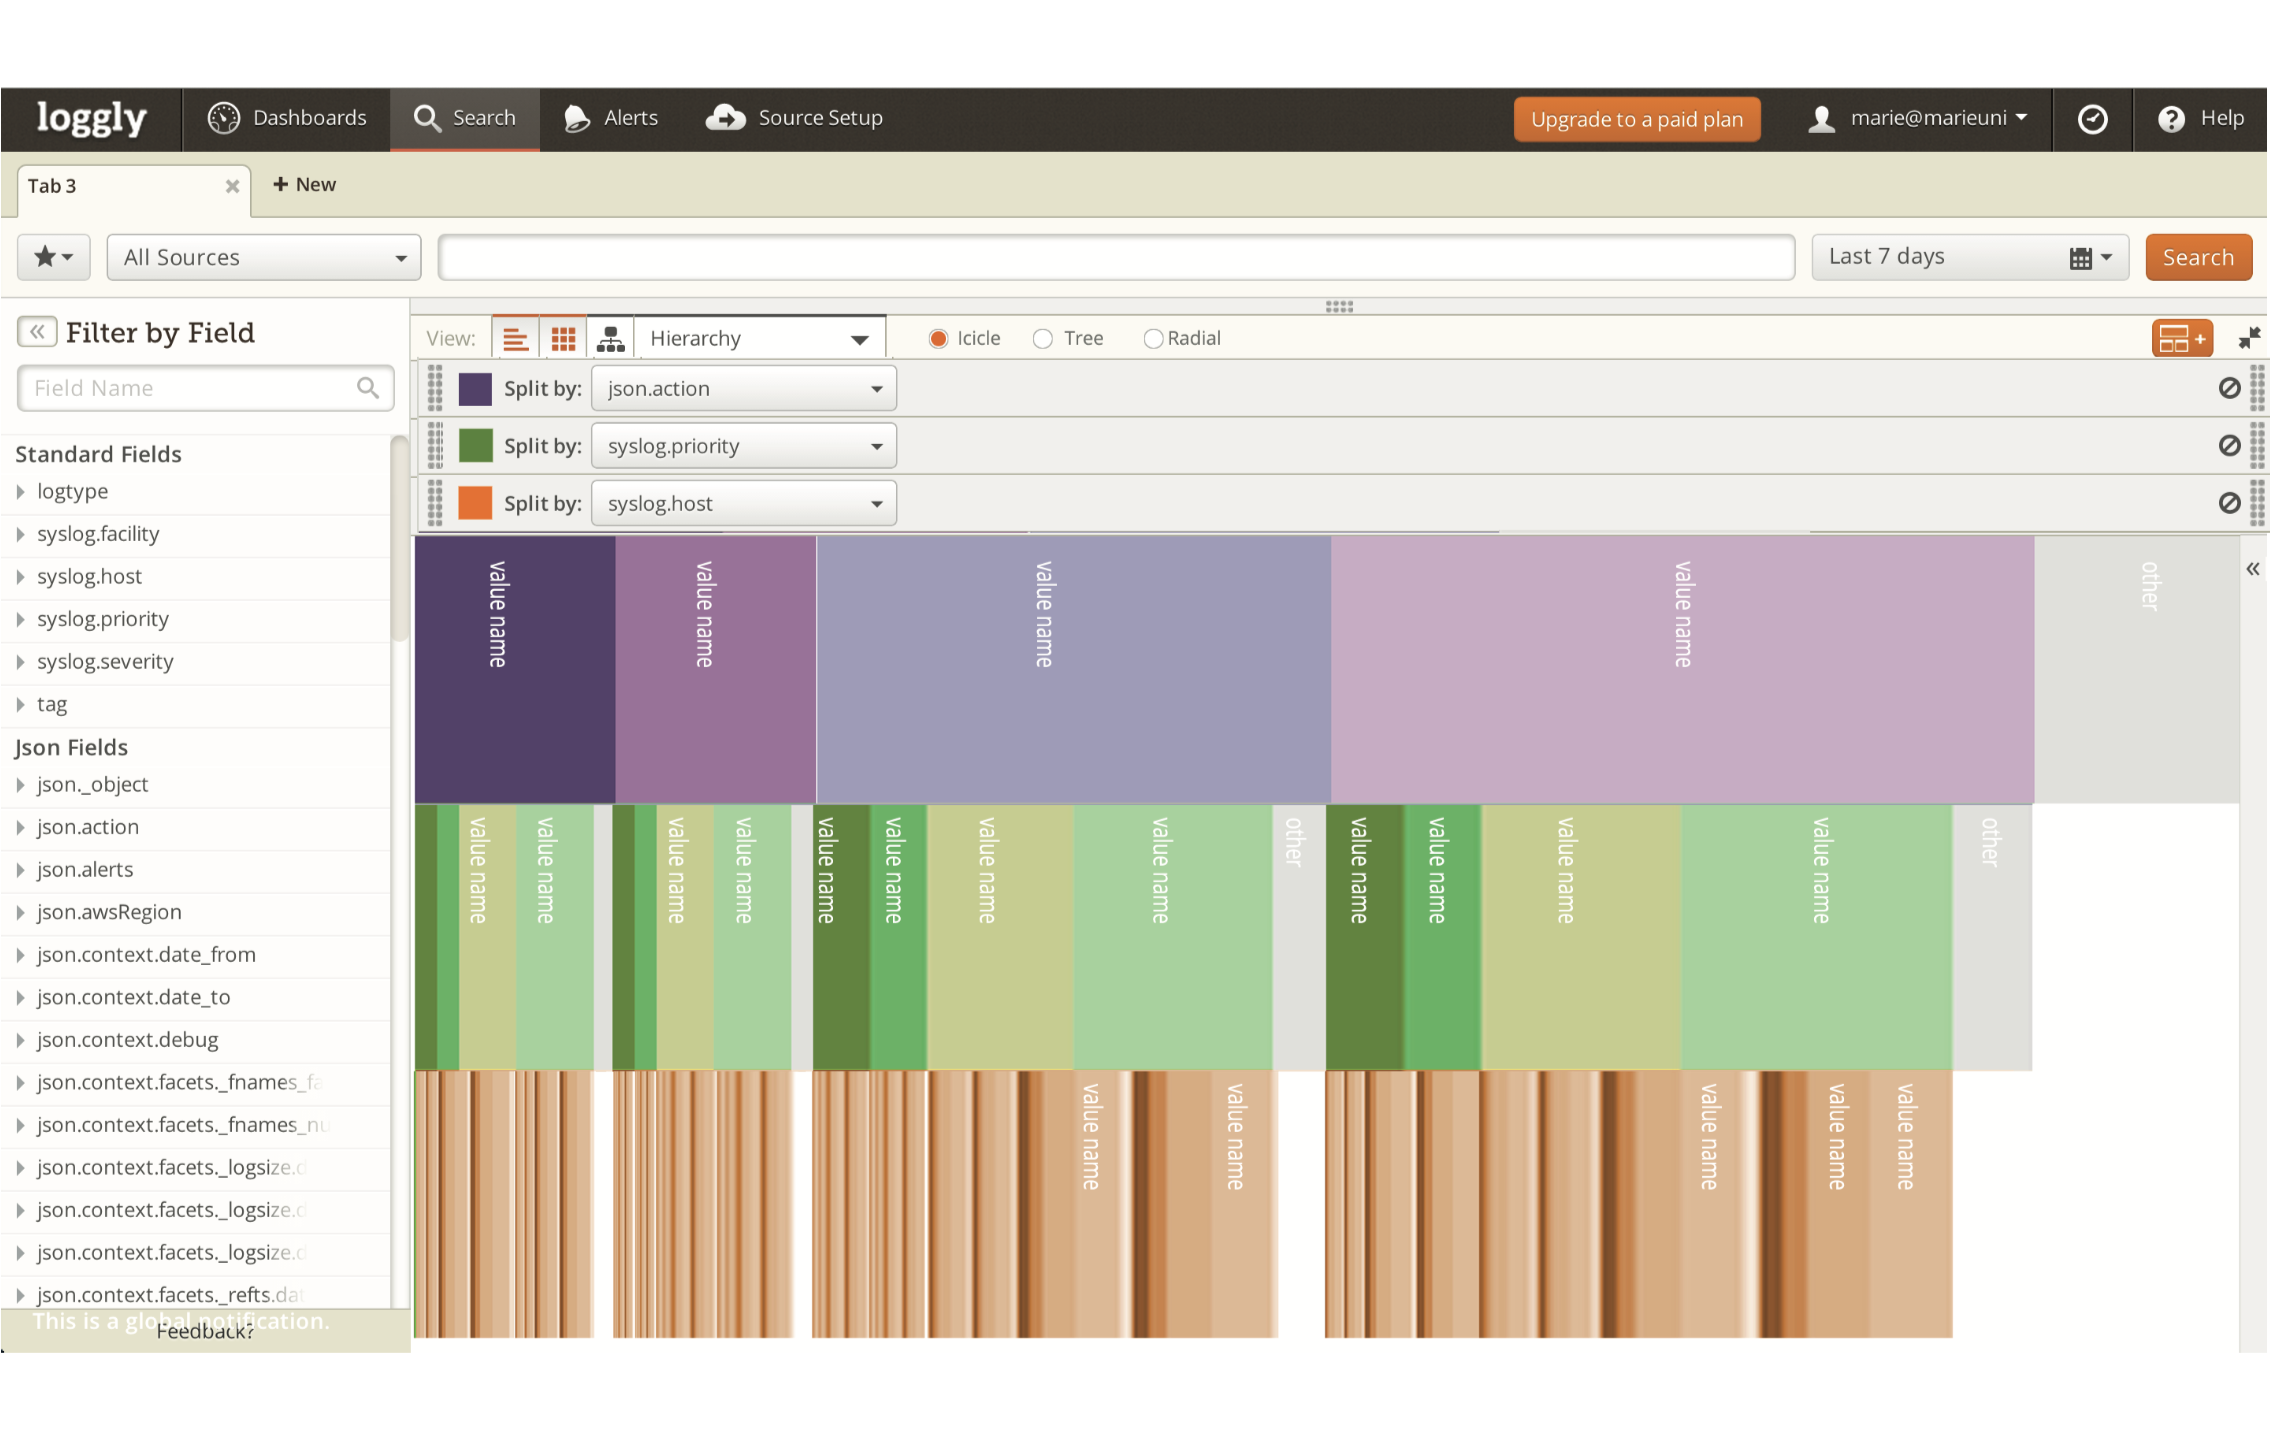 loggly
Dashboards
Search
Alerts
Source Setup
Upgrade to a paid plan
marie@marieuni
Help
Tab 3
New
All Sources
Last 7 days
Search
Filter by Field
Field Name
Standard Fields
logtype
syslog.facility
syslog.host
syslog.priority
syslog.severity
tag
Json Fields
json._object
json.action
json.alerts
json.awsRegion
json.context.date_from
json.context.date_to
json.context.debug
json.context.facets._fnames_fa
json.context.facets._fnames_nu
json.context.facets._logsize.d
json.context.facets._logsize.d
json.context.facets._logsize.d
json.context.facets._refts.dat
This is a global notification.
Feedback?
View:
Hierarchy
Icicle
Tree
Radial
Split by:
json.action
Split by:
syslog.priority
Split by:
syslog.host
value name
value name
value name
value name
other
value name
value name
value name
value name
value name
value name
value name
value name
other
value name
value name
value name
value name
other
value name
value name
value name
value name
value name